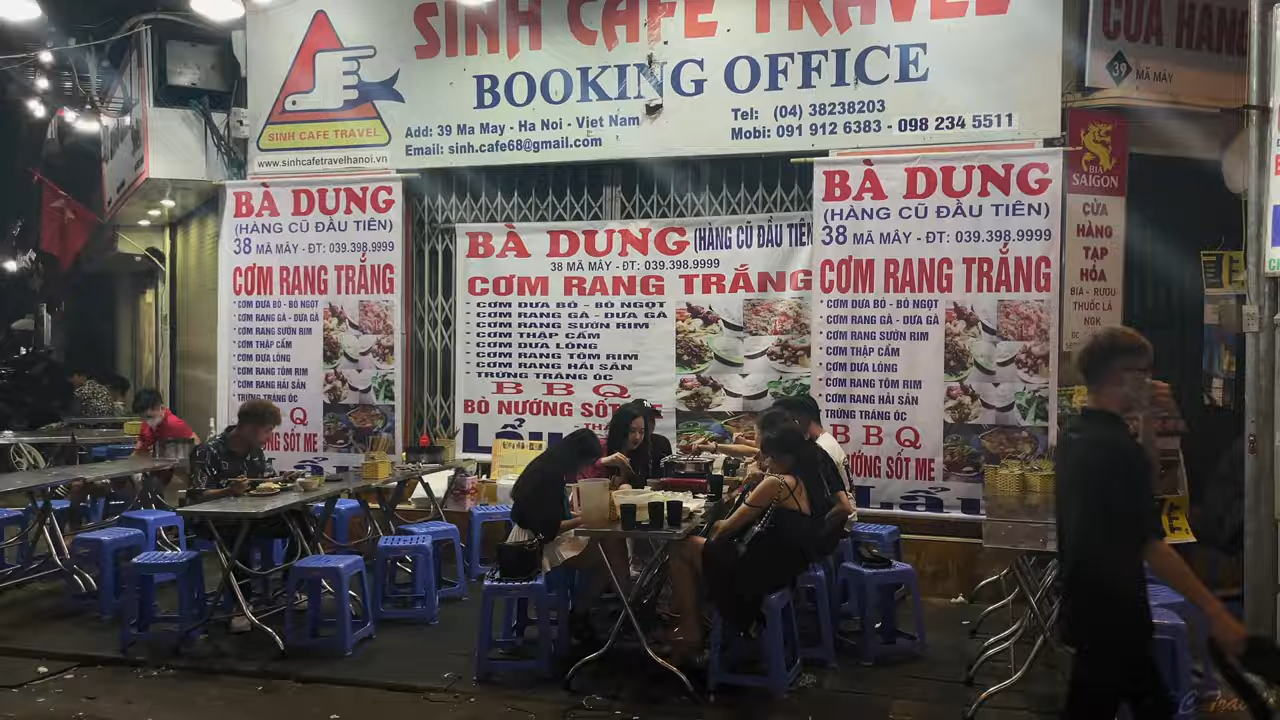 SINH CAFE TRAVEL
BOOKING OFFICE
SINH CAFE TRAVEL
www.sinhcafetravelhanoi.vn
Add: 39 Ma May - Ha Noi - Viet Nam
Email: sinh.cafe68@gmail.com
Tel: (04) 38238203
Mobi: 091 912 6383 - 098 234 5511
CỬA HÀNG
39 MÃ MÂY
BÀ DUNG
(HÀNG CŨ ĐẦU TIÊN)
38 MÃ MÂY - ĐT: 039.398.9999
CƠM RANG TRẮNG
* CƠM DƯA BÒ - BÒ NGỌT
* CƠM RANG GÀ - DƯA GÀ
* CƠM RANG SƯỜN RIM
* CƠM THẬP CẨM
* CƠM DƯA LÒNG
* CƠM RANG TÔM RIM
* CƠM RANG HẢI SẢN
* TRỨNG TRÁNG ÓC
Q
NG SỐT ME
BÀ DUNG (HÀNG CŨ ĐẦU TIÊN
38 MÃ MÂY - ĐT: 039.398.9999
CƠM RANG TRẮNG
* CƠM DƯA BÒ - BÒ NGỌT
* CƠM RANG GÀ - DƯA GÀ
* CƠM RANG SƯỜN RIM
* CƠM THẬP CẨM
* CƠM DƯA LÒNG
* CƠM RANG TÔM RIM
* CƠM RANG HẢI SẢN
* TRỨNG TRÁNG ÓC
B B Q
BÒ NƯỚNG SỐT
BÀ DUNG
(HÀNG CŨ ĐẦU TIÊN)
38 MÃ MÂY - ĐT: 039.398.9999
CƠM RANG TRẮNG
* CƠM DƯA BÒ - BÒ NGỌT
* CƠM RANG GÀ - DƯA GÀ
* CƠM RANG SƯỜN RIM
* CƠM THẬP CẨM
CƠM DƯA LÒNG
* CƠM RANG TÔM RIM
CƠM RANG HẢI SẢN
TRỨNG TRÁNG ÓC
B B Q
NƯỚNG SỐT ME
Lẩu
BIA
SAIGON
CỬA
HÀNG
TẠP
HÓA
BIA - RƯỢU
THUỐC LÁ
NGK